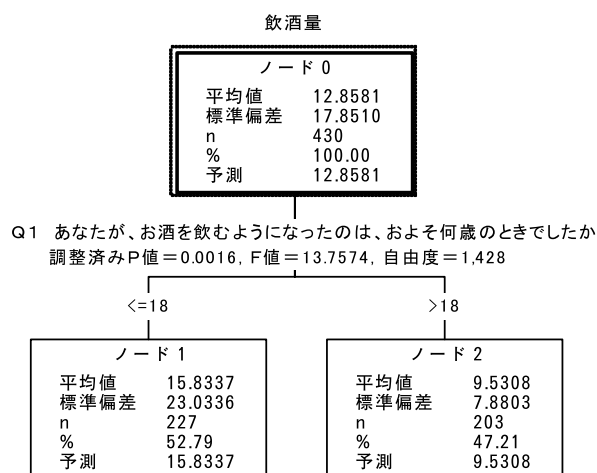 飲酒量
ノード 0
平均値 12.8581
標準偏差 17.8510
n 430
% 100.00
予測 12.8581
Q1 あなたが、お酒を飲むようになったのは、およそ何歳のときでしたか
調整済みP値＝0.0016, F値＝13.7574, 自由度＝1,428
<=18
>18
ノード 1
平均値 15.8337
標準偏差 23.0336
n 227
% 52.79
予測 15.8337
ノード 2
平均値 9.5308
標準偏差 7.8803
n 203
% 47.21
予測 9.5308